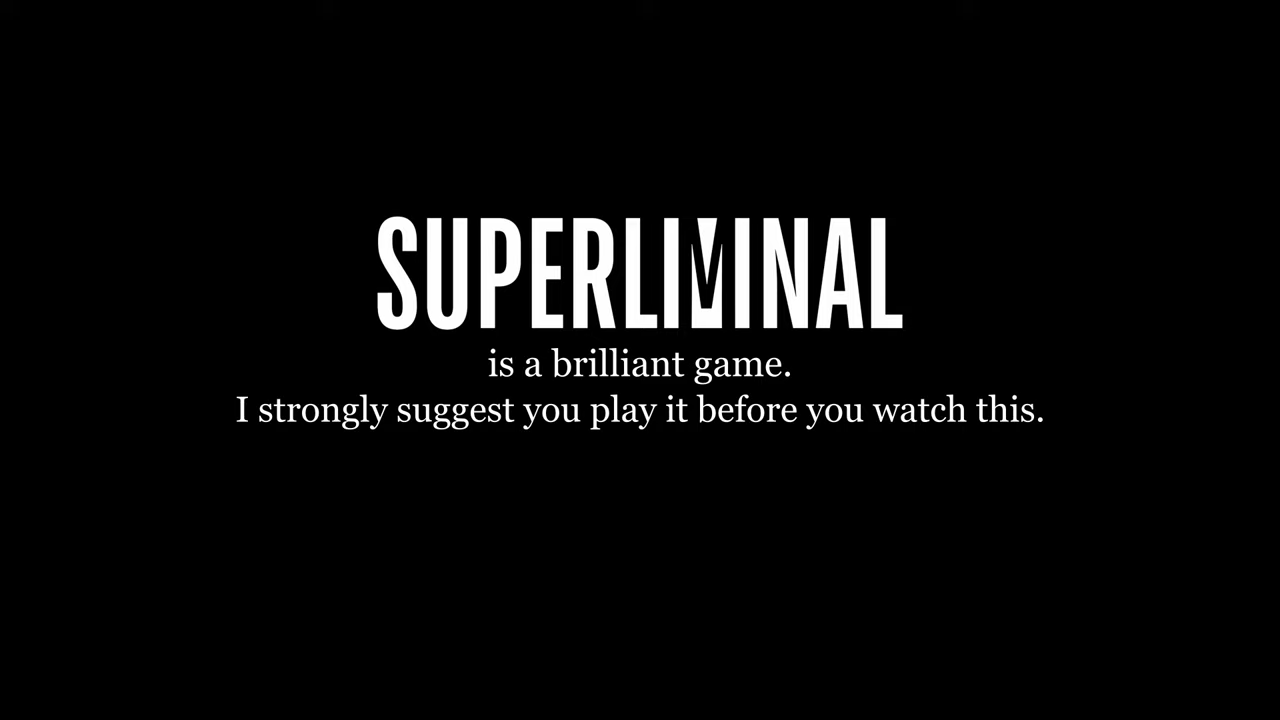 SUPERLIMINAL
is a brilliant game.
I strongly suggest you play it before you watch this.